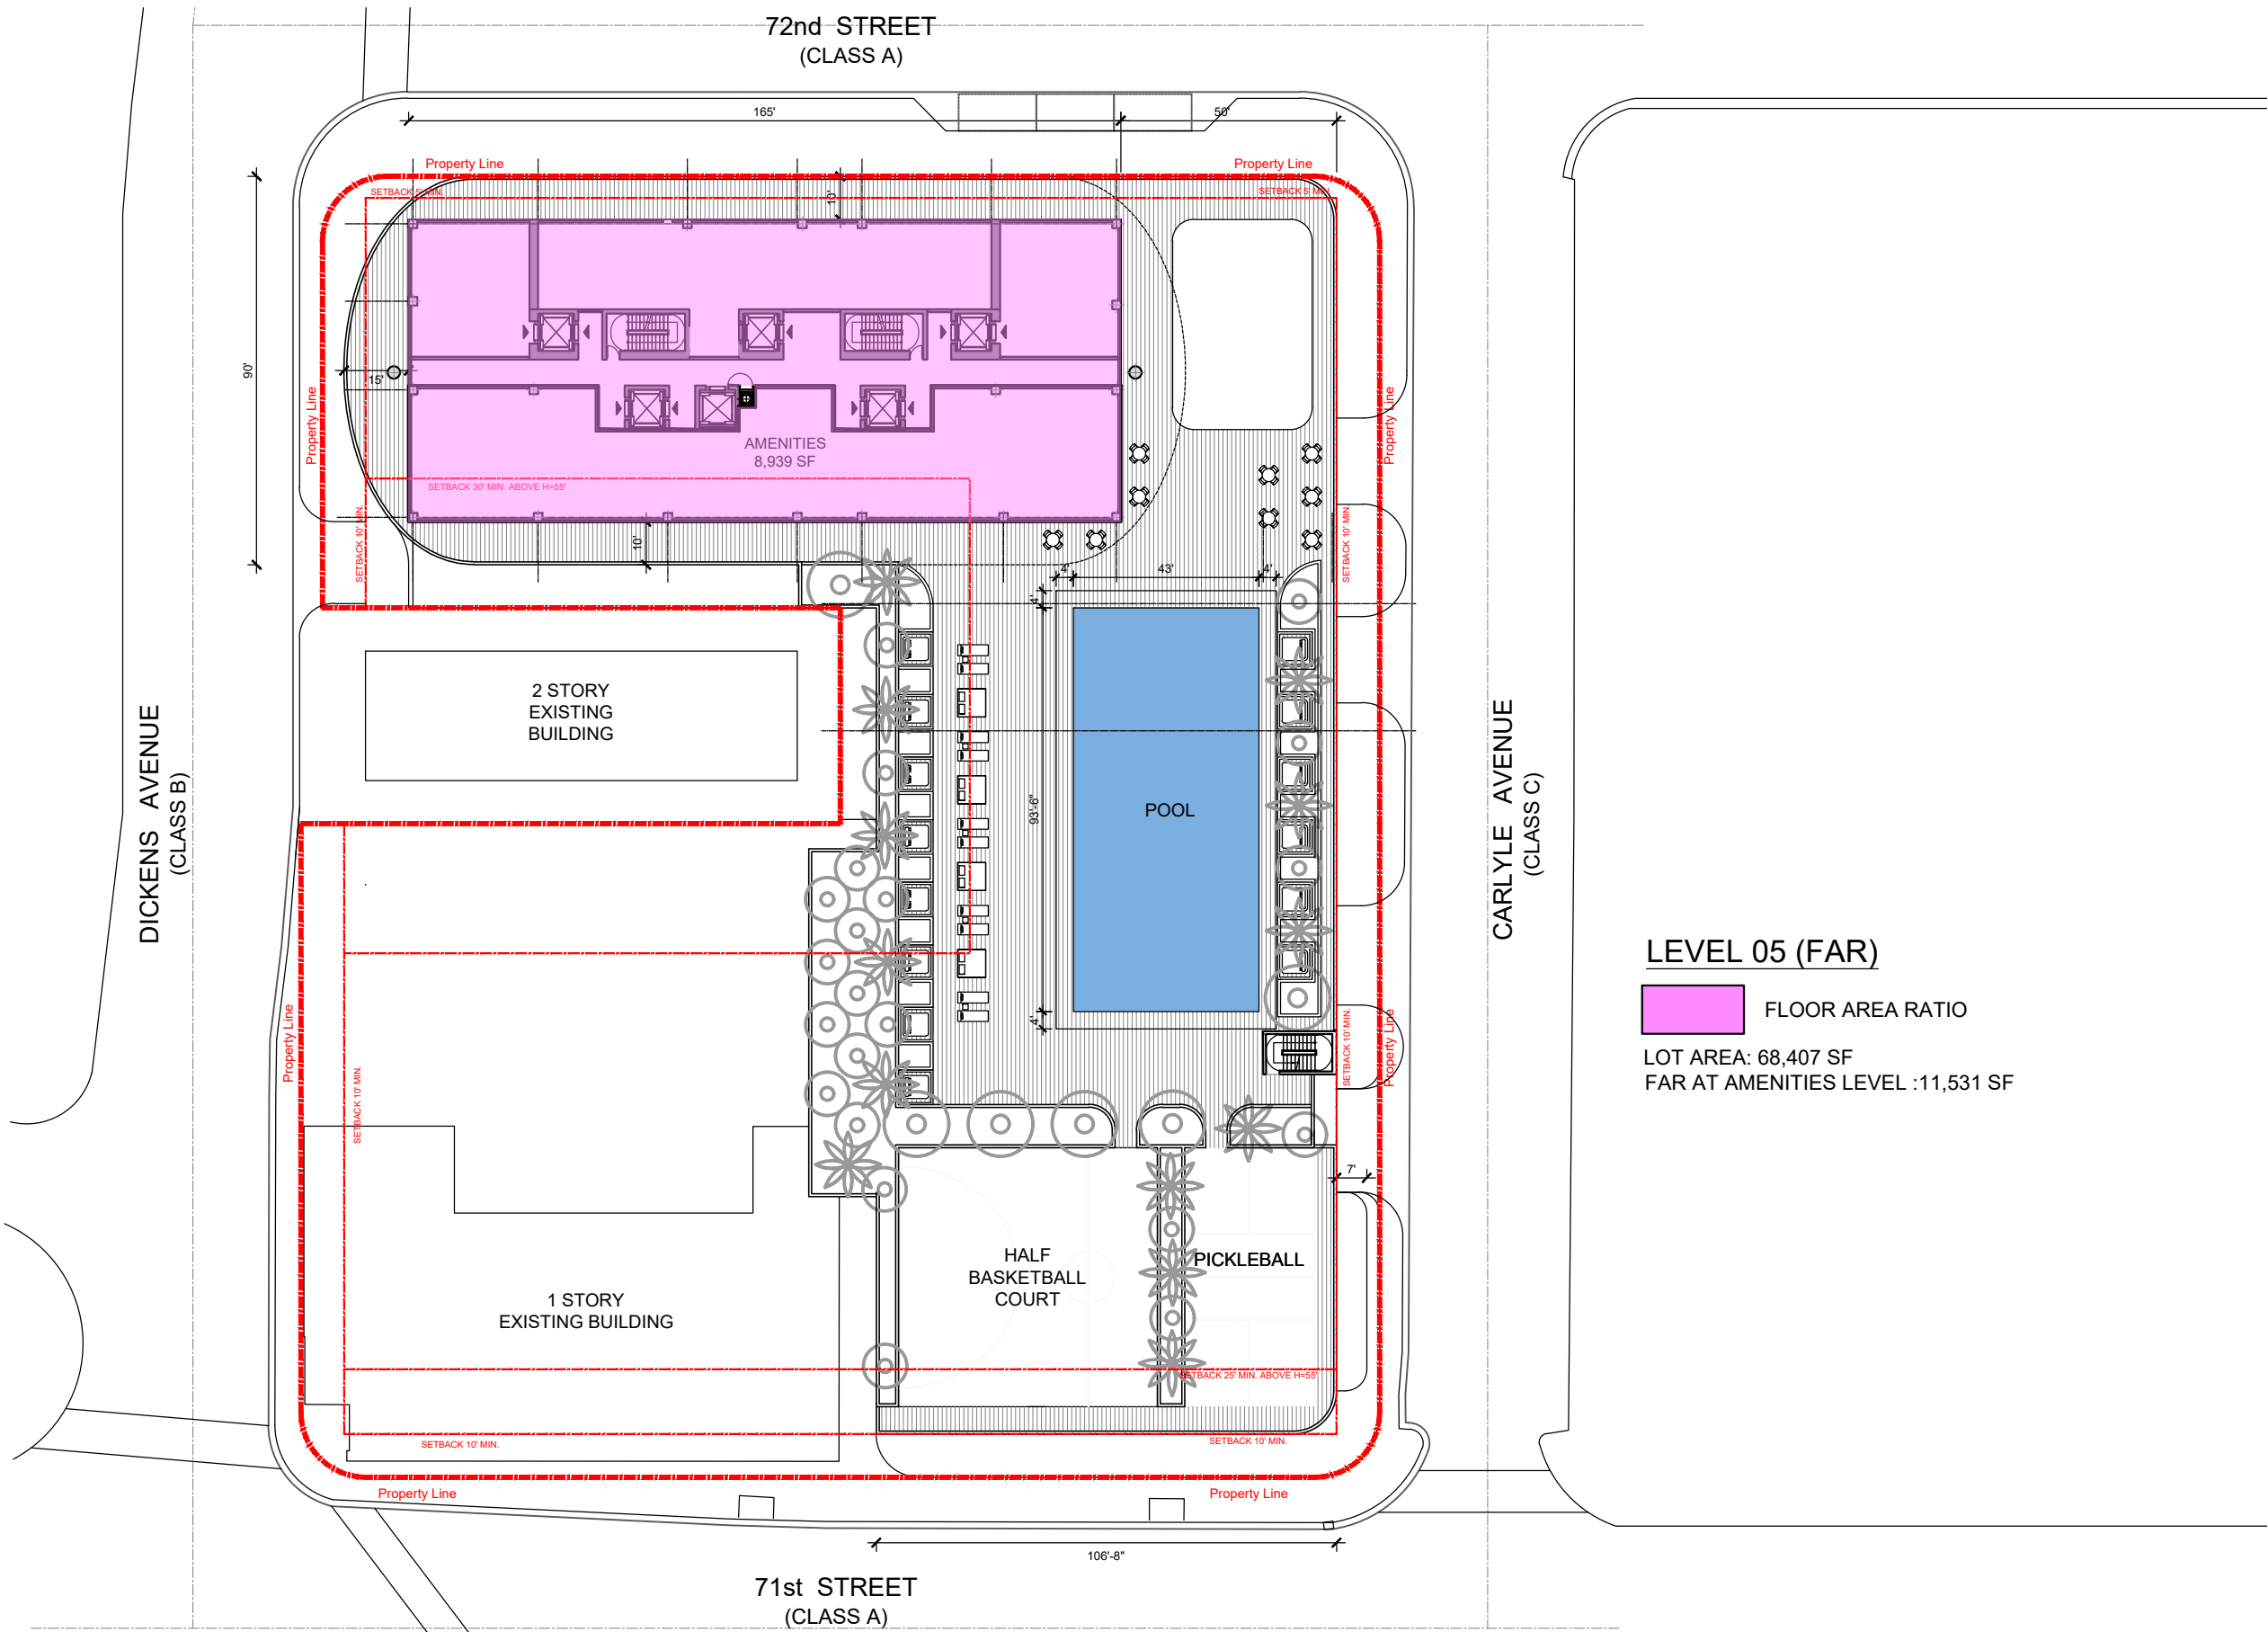 72nd STREET
(CLASS A)
165'
50'
Property Line
Property Line
SETBACK 5' MIN.
SETBACK 5' MIN.
10'
90'
15'
Property Line
Property Line
AMENITIES
8,939 SF
SETBACK 30' MIN. ABOVE H=55'
SETBACK 10' MIN.
SETBACK 10' MIN.
10'
4'
43'
4'
4'
2 STORY
EXISTING
BUILDING
DICKENS AVENUE
(CLASS B)
93'-6"
POOL
CARLYLE AVENUE
(CLASS C)
LEVEL 05 (FAR)
FLOOR AREA RATIO
LOT AREA: 68,407 SF
FAR AT AMENITIES LEVEL :11,531 SF
4'
Property Line
SETBACK 10' MIN.
SETBACK 10' MIN.
Property Line
7'
HALF
BASKETBALL
COURT
PICKLEBALL
1 STORY
EXISTING BUILDING
SETBACK 25' MIN. ABOVE H=55'
SETBACK 10' MIN.
SETBACK 10' MIN.
Property Line
Property Line
106'-8"
71st STREET
(CLASS A)